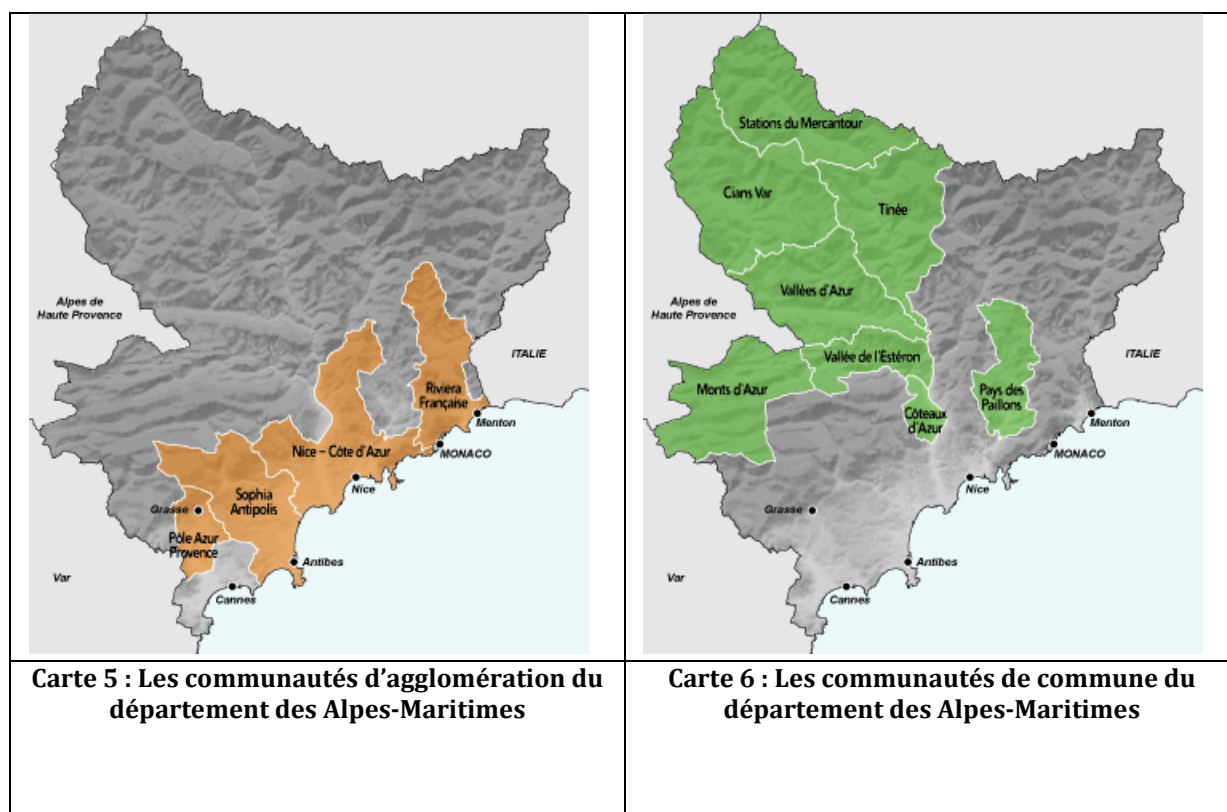 Alpes de
Haute Provence
ITALIE
Riviera
Française
Menton
MONACO
Nice – Côte d'Azur
Nice
Sophia
Antipolis
Grasse
Pôle Azur
Provence
Antibes
Var
Cannes
Stations du Mercantour
Cians Var
Tinée
Vallées d'Azur
Alpes de
Haute Provence
Vallée de l'Estéron
ITALIE
Monts d'Azur
Pays des
Paillons
Côteaux
d'Azur
Menton
MONACO
Nice
Grasse
Antibes
Var
Cannes
Carte 5 : Les communautés d’agglomération du
département des Alpes-Maritimes
Carte 6 : Les communautés de commune du
département des Alpes-Maritimes